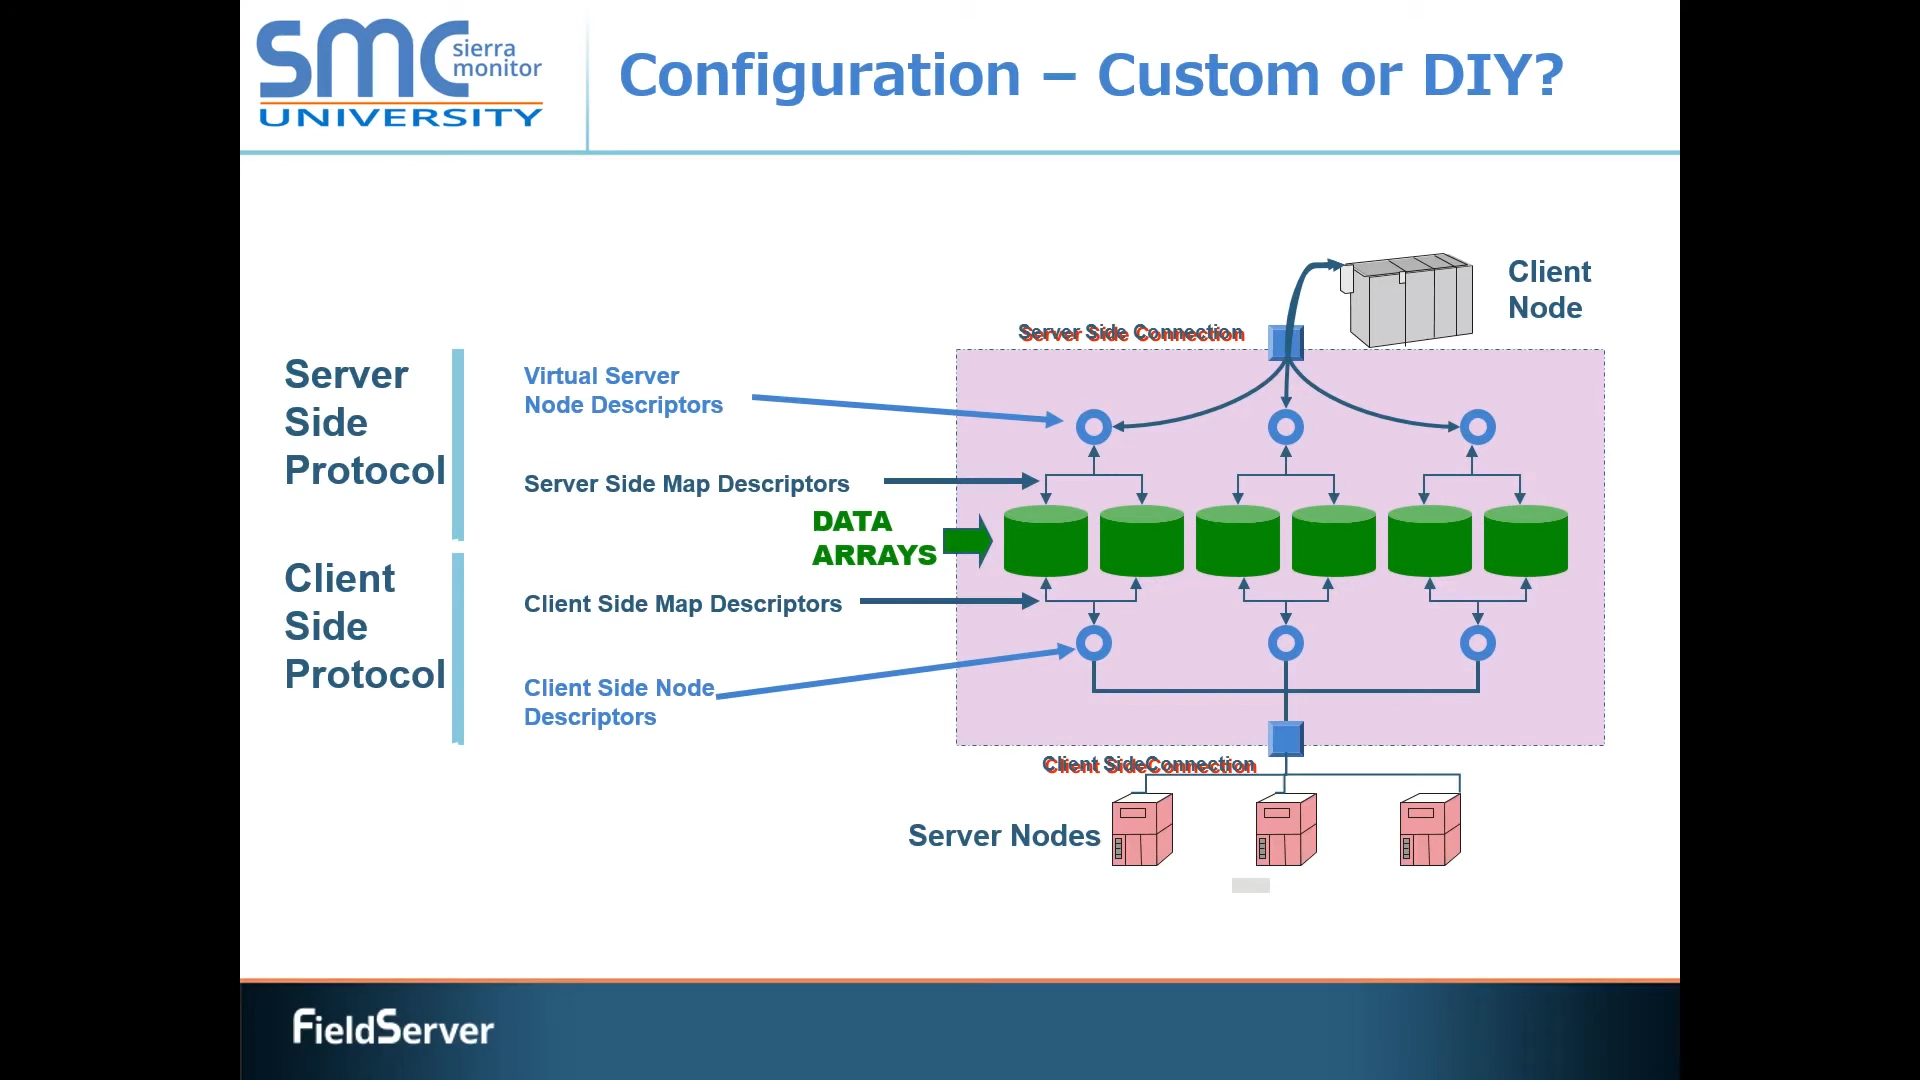 SMC sierra
monitor
UNIVERSITY
Configuration – Custom or DIY?
Client
Node
Server Side Connection
Server
Side
Protocol
Virtual Server
Node Descriptors
Server Side Map Descriptors
DATA
ARRAYS
Client
Side
Protocol
Client Side Map Descriptors
Client Side Node
Descriptors
Client SideConnection
Server Nodes
FieldServer